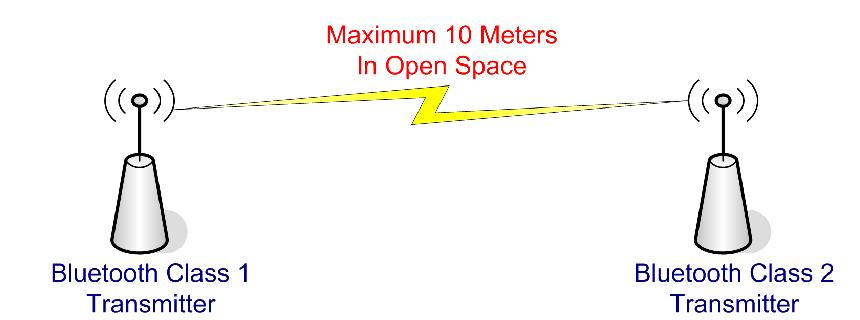 Maximum 10 Meters
In Open Space
Bluetooth Class 1
Transmitter
Bluetooth Class 2
Transmitter